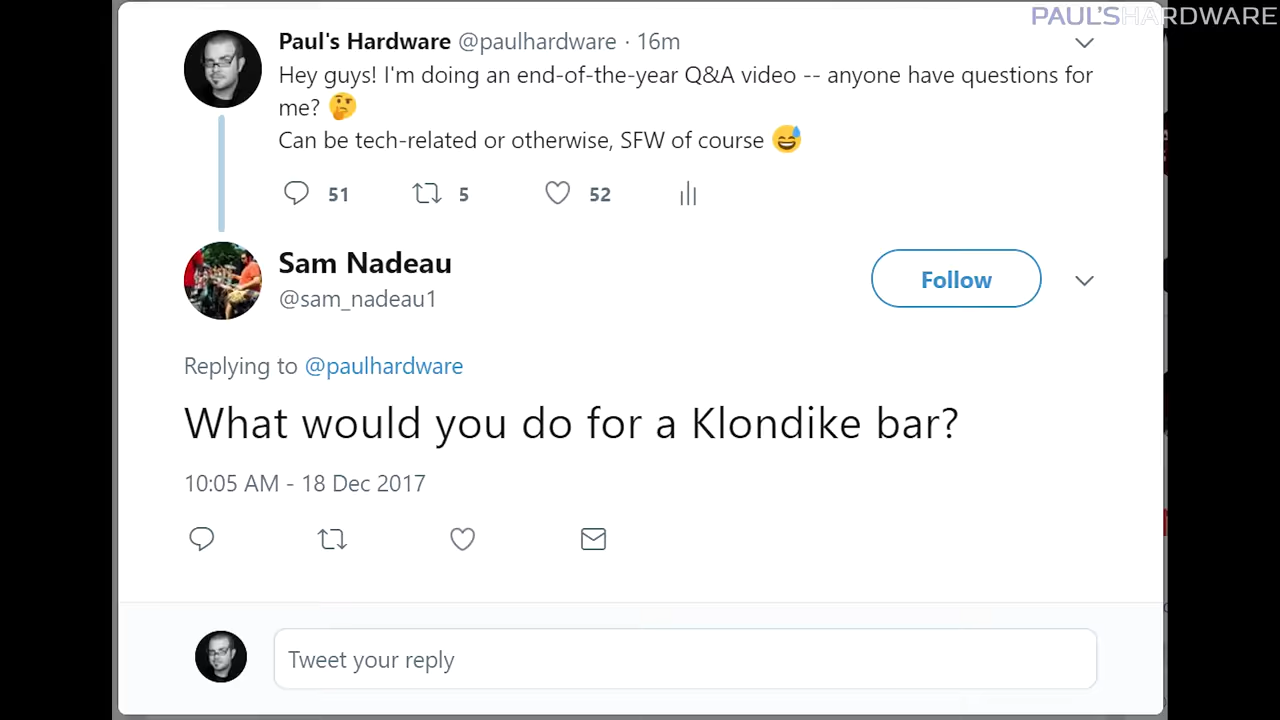 PAUL'SHARDWARE
Paul's Hardware @paulhardware · 16m
Hey guys! I'm doing an end-of-the-year Q&A video -- anyone have questions for
me? 🤔
Can be tech-related or otherwise, SFW of course 😅
51 5 52
Sam Nadeau
@sam_nadeau1
Follow
Replying to @paulhardware
What would you do for a Klondike bar?
10:05 AM - 18 Dec 2017
Tweet your reply